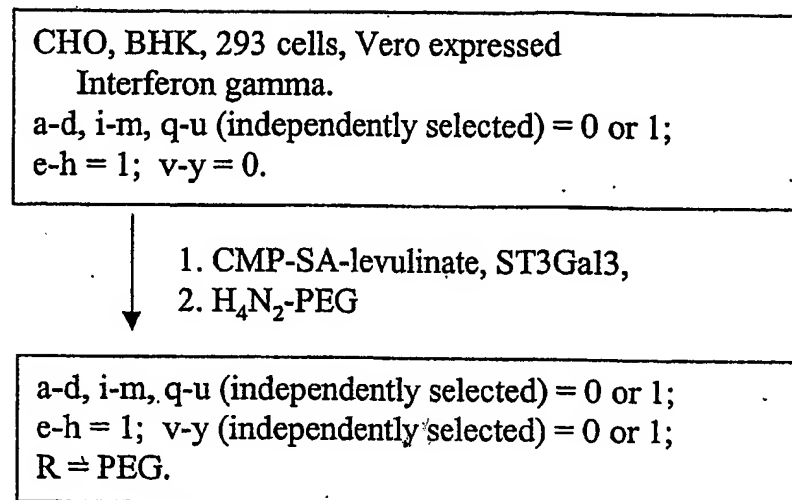 CHO, BHK, 293 cells, Vero expressed
Interferon gamma.
a-d, i-m, q-u (independently selected) = 0 or 1;
e-h = 1; v-y = 0.
1. CMP-SA-levulinate, ST3Gal3,
2. H₄N₂-PEG
a-d, i-m, q-u (independently selected) = 0 or 1;
e-h = 1; v-y (independently selected) = 0 or 1;
R = PEG.